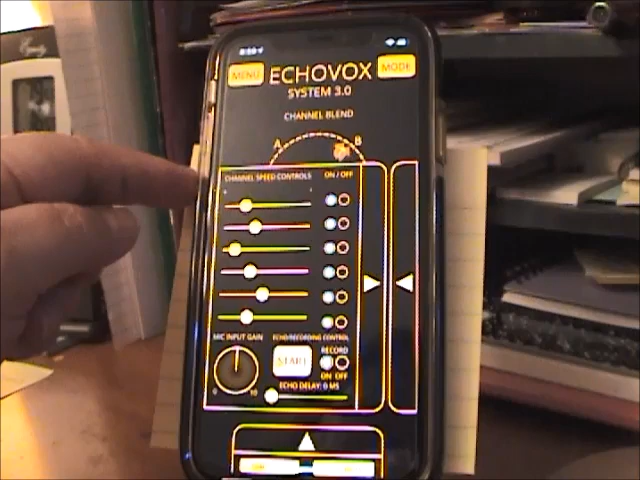 MENU ECHOVOX MODE
SYSTEM 3.0
CHANNEL BLEND
A B
CHANNEL SPEED CONTROLS ON / OFF
MIC INPUT GAIN ECHO/RECORDING CONTROL
START RECORD
ON OFF
0 10 ECHO DELAY: 0 MS